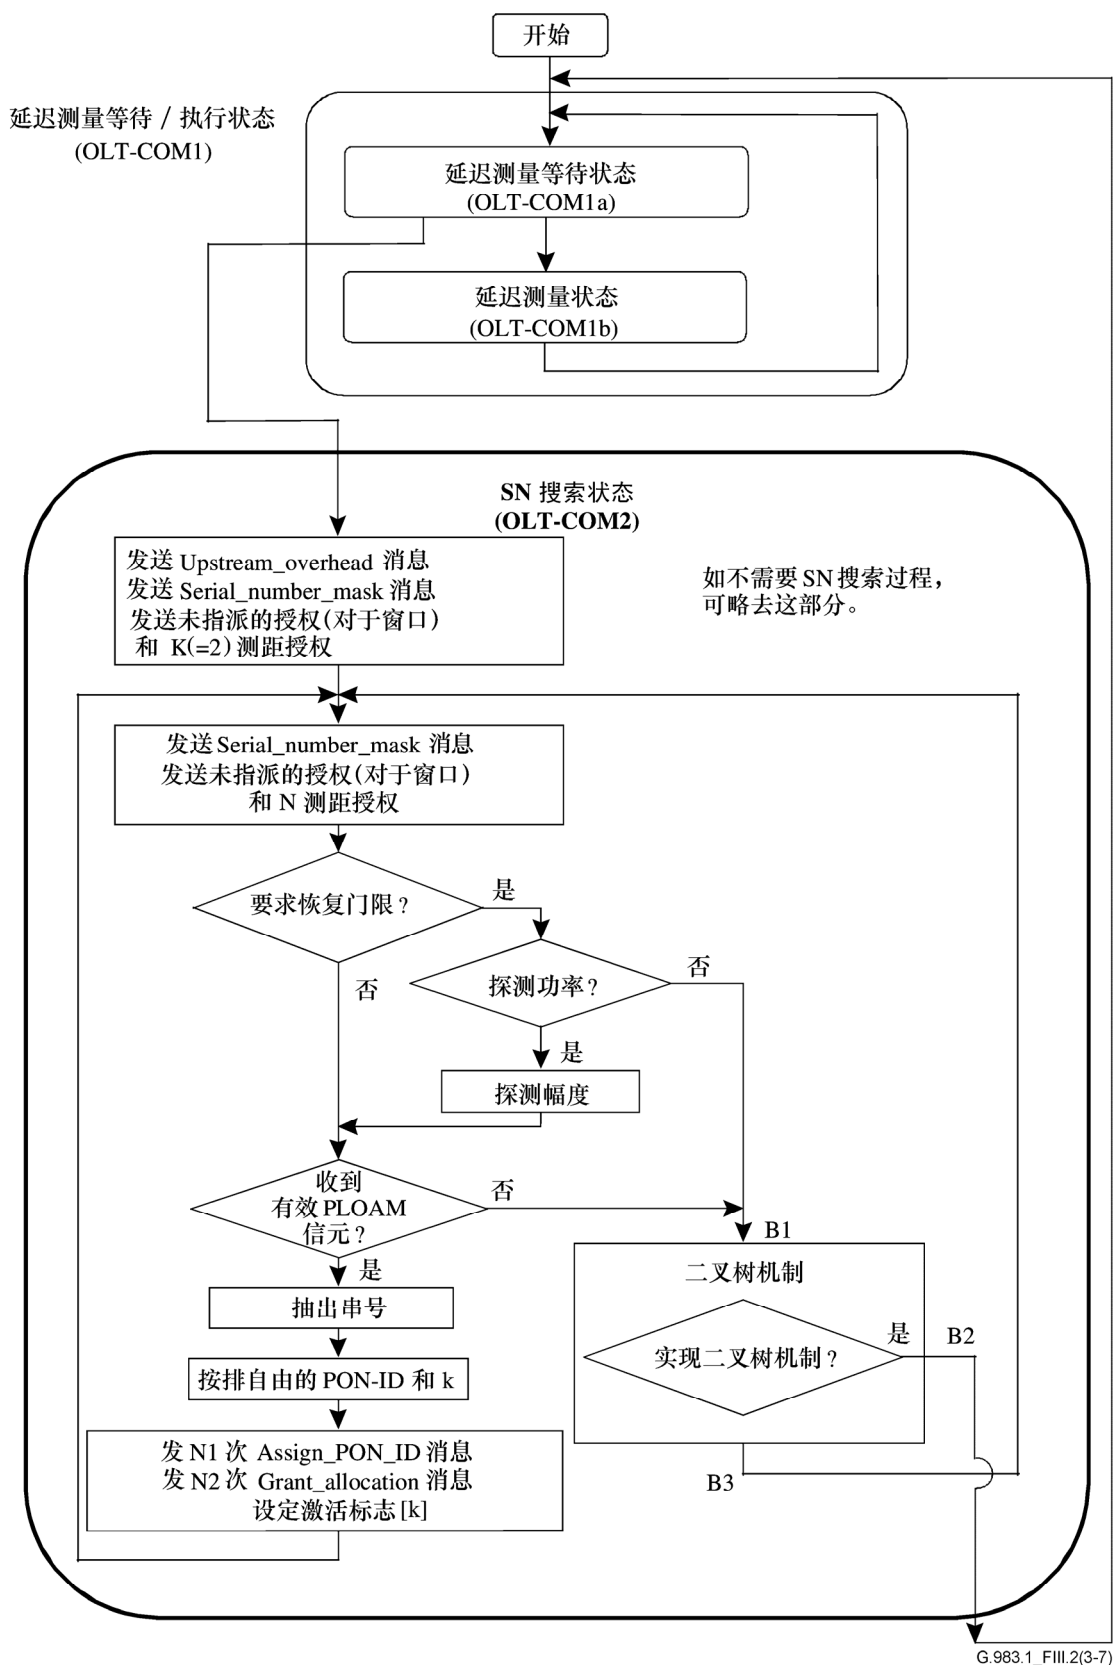 开始
延迟测量等待 / 执行状态
(OLT-COM1)
延迟测量等待状态
(OLT-COM1a)
延迟测量状态
(OLT-COM1b)
SN 搜索状态
(OLT-COM2)
发送 Upstream_overhead 消息
发送 Serial_number_mask 消息
发送未指派的授权(对于窗口)
和 K(=2) 测距授权
如不需要 SN 搜索过程，
可略去这部分。
发送 Serial_number_mask 消息
发送未指派的授权(对于窗口)
和 N 测距授权
要求恢复门限?
是
否
探测功率?
否
是
探测幅度
收到
有效 PLOAM
信元?
否
是
B1
二叉树机制
实现二叉树机制?
是
B2
B3
抽出串号
按排自由的 PON-ID 和 k
发 N1 次 Assign_PON_ID 消息
发 N2 次 Grant_allocation 消息
设定激活标志[k]
G.983.1_FIII.2(3-7)